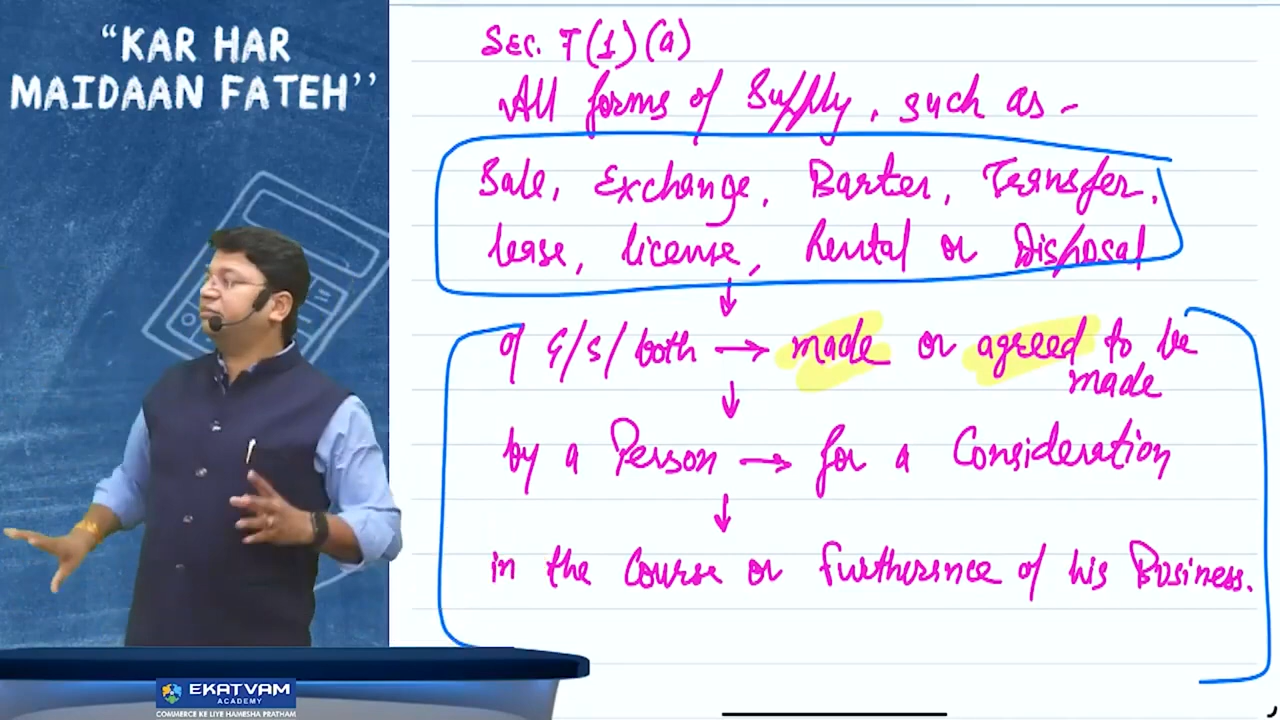 “KAR HAR
MAIDAAN FATEH’’
Sec. 7(1)(a)
All forms of Supply, such as -
Sale, Exchange, Barter, Transfer,
lease, license, Rental or Disposal
of G/S/both → made or agreed to be
made
by a Person → for a Consideration
in the Course or furtherence of his Business.
EKATVAM
ACADEMY
COMMERCE KE LIYE HAMESHA PRATHAM